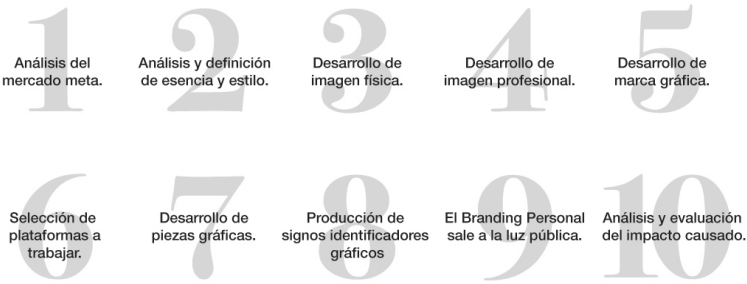 1
Análisis del
mercado meta.
2
Análisis y definición
de esencia y estilo.
3
Desarrollo de
imagen física.
4
Desarrollo de
imagen profesional.
5
Desarrollo de
marca gráfica.
6
Selección de
plataformas a
trabajar.
7
Desarrollo de
piezas gráficas.
8
Producción de
signos identificadores
gráficos
9
El Branding Personal
sale a la luz pública.
10
Análisis y evaluación
del impacto causado.